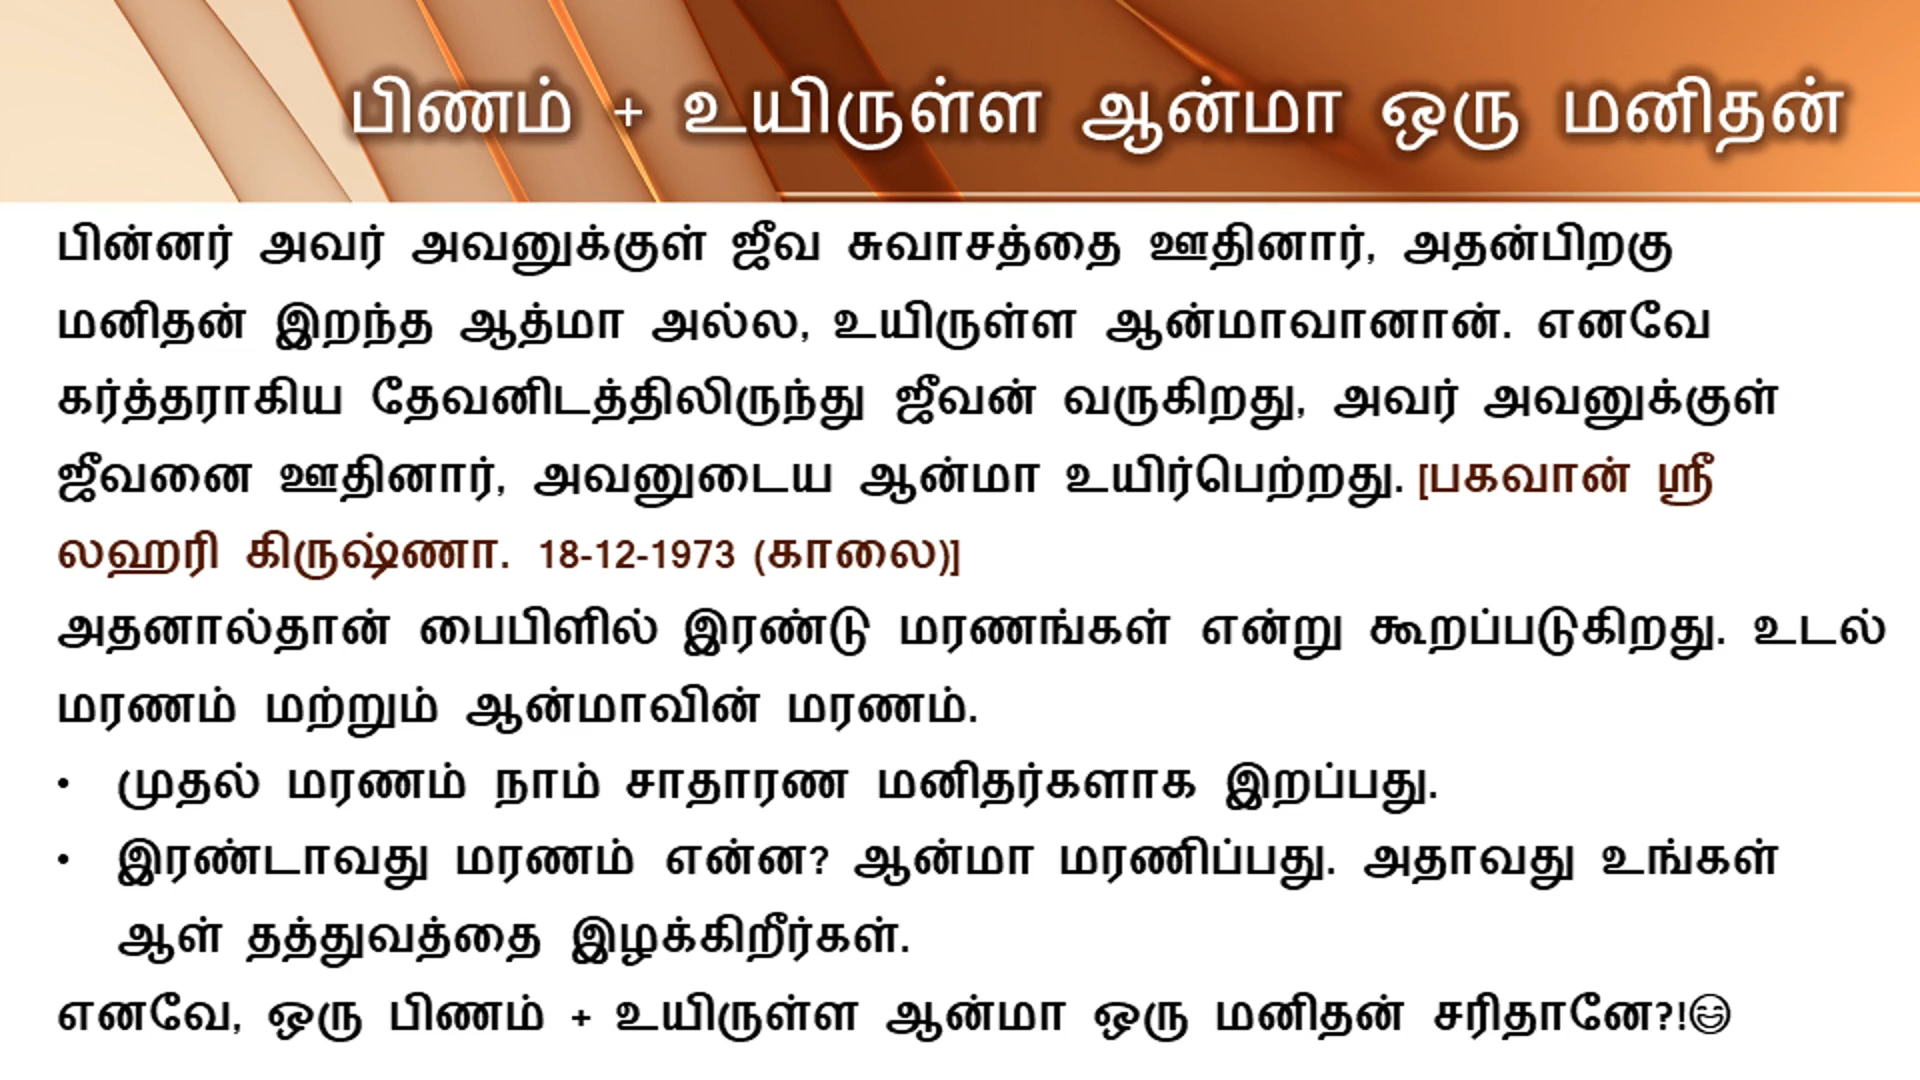 பிணம் + உயிருள்ள ஆன்மா ஒரு மனிதன்
பின்னர் அவர் அவனுக்குள் ஜீவ சுவாசத்தை ஊதினார், அதன்பிறகு
மனிதன் இறந்த ஆத்மா அல்ல, உயிருள்ள ஆன்மாவானான். எனவே
கர்த்தராகிய தேவனிடத்திலிருந்து ஜீவன் வருகிறது, அவர் அவனுக்குள்
ஜீவனை ஊதினார், அவனுடைய ஆன்மா உயிர்பெற்றது. [பகவான் ஸ்ரீ
லஹரி கிருஷ்ணா. 18-12-1973 (காலை)]
அதனால்தான் பைபிளில் இரண்டு மரணங்கள் என்று கூறப்படுகிறது. உடல்
மரணம் மற்றும் ஆன்மாவின் மரணம்.
• முதல் மரணம் நாம் சாதாரண மனிதர்களாக இறப்பது.
• இரண்டாவது மரணம் என்ன? ஆன்மா மரணிப்பது. அதாவது உங்கள்
ஆள் தத்துவத்தை இழக்கிறீர்கள்.
எனவே, ஒரு பிணம் + உயிருள்ள ஆன்மா ஒரு மனிதன் சரிதானே?!😄